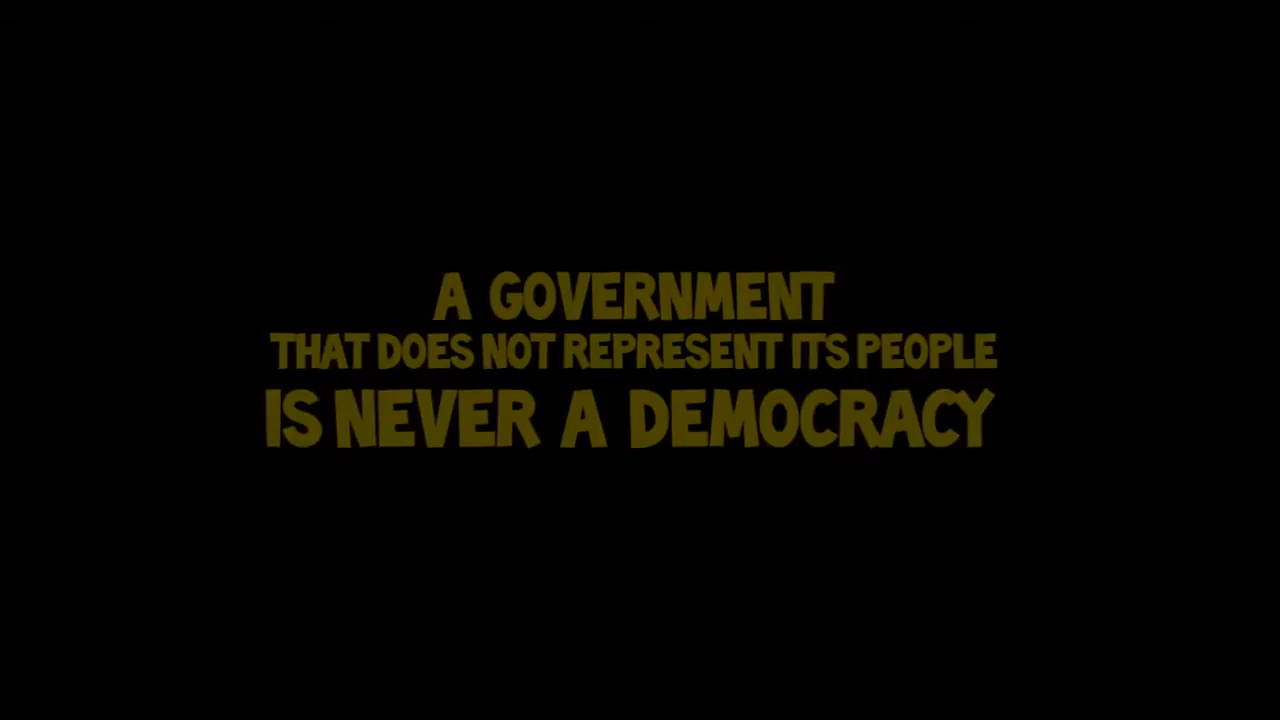 A GOVERNMENT
THAT DOES NOT REPRESENT ITS PEOPLE
IS NEVER A DEMOCRACY